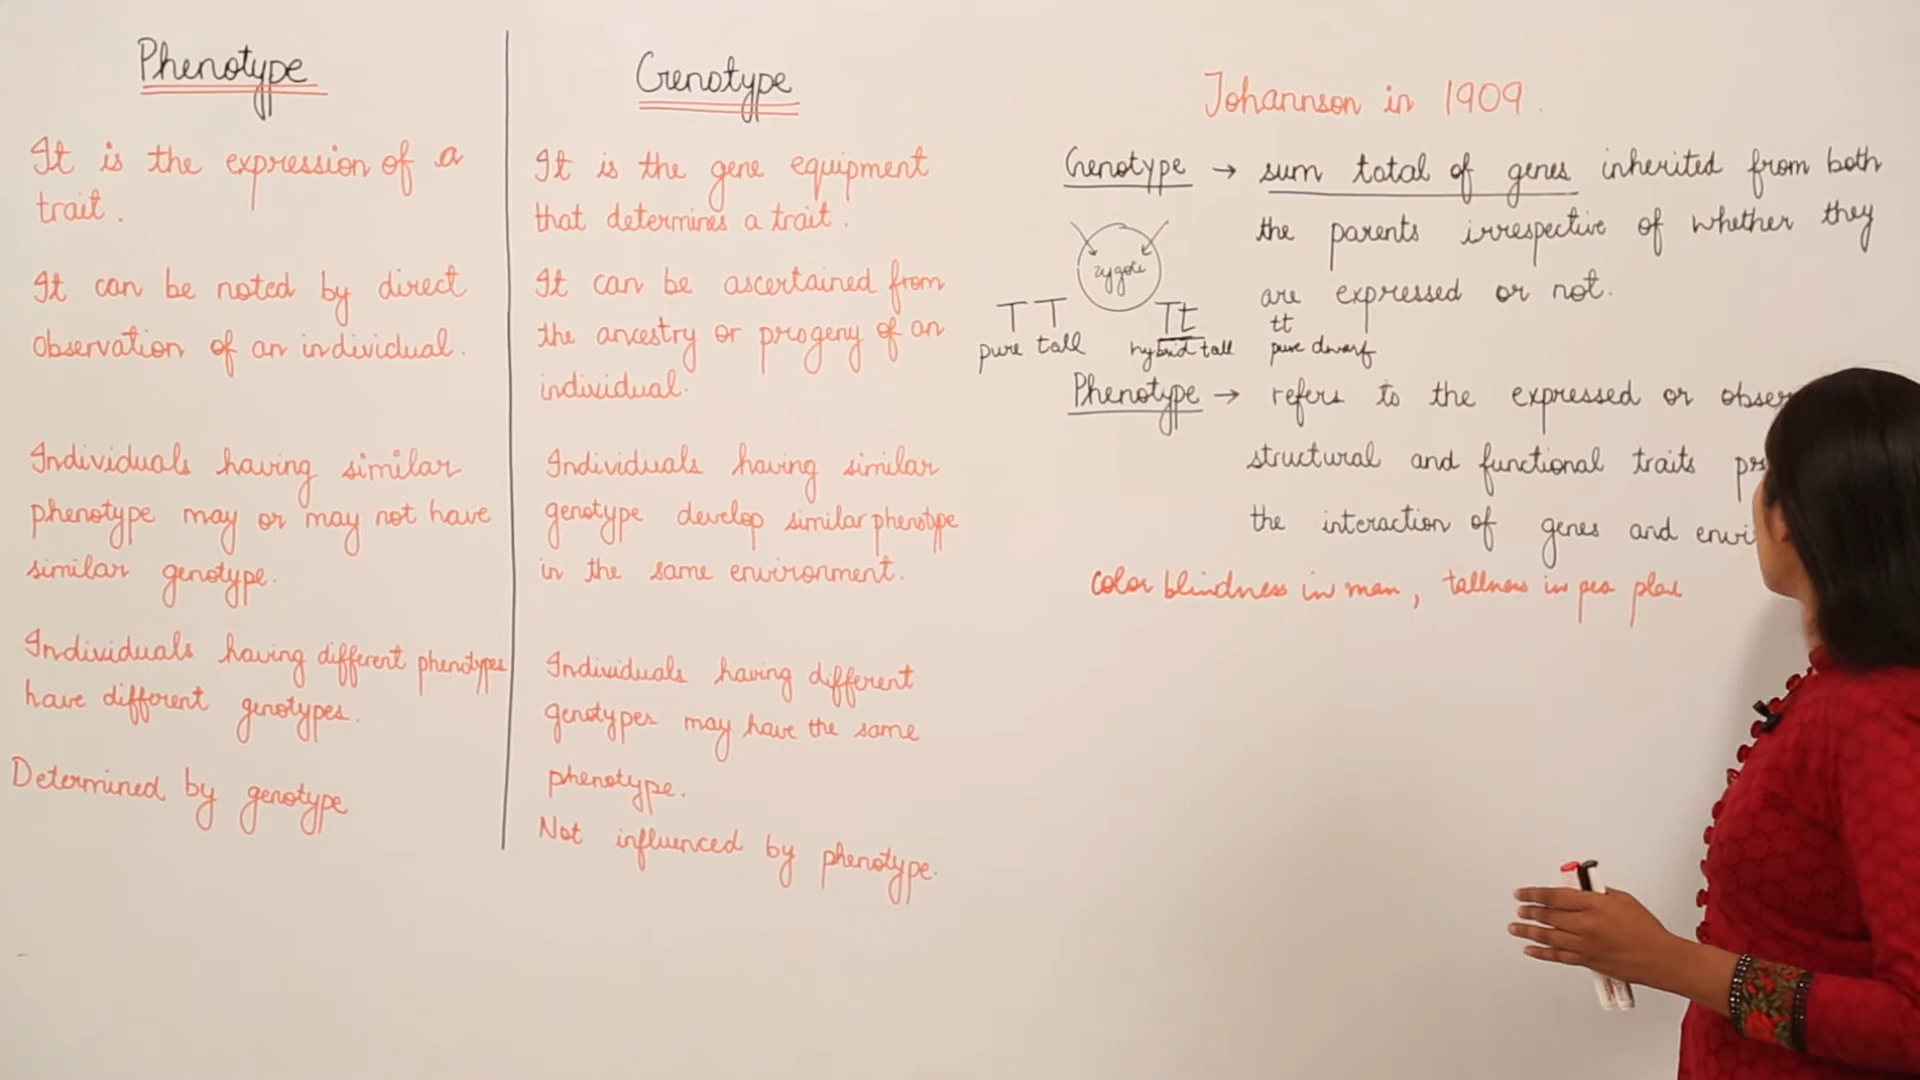 Phenotype
It is the expression of a
trait.
It can be noted by direct
observation of an individual.
Individuals having similar
phenotype may or may not have
similar genotype.
Individuals having different phenotypes
have different genotypes.
Determined by genotype
Genotype
It is the gene equipment
that determines a trait.
It can be ascertained from
the ancestry or progeny of an
individual.
Individuals having similar
genotype develop similar phenotype
in the same environment.
Individuals having different
genotypes may have the same
phenotype.
Not influenced by phenotype.
Johannson in 1909.
Genotype → sum total of genes inherited from both
the parents irrespective of whether they
are expressed or not.
zygote
TT
pure tall
Tt
hybrid tall
tt
pure dwarf
Phenotype → refers to the expressed or
structural and functional traits
the interaction of genes and
color blindness in man, tallness in pea